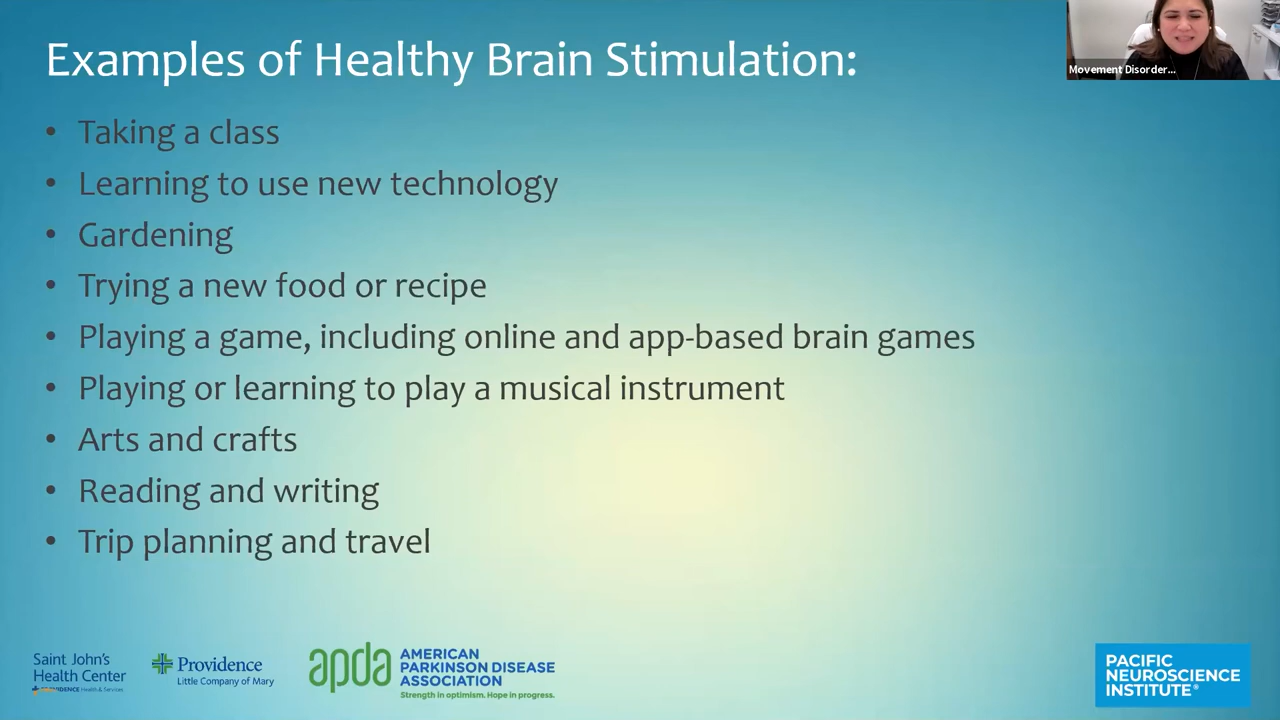 Examples of Healthy Brain Stimulation:
Movement Disorder...
• Taking a class
• Learning to use new technology
• Gardening
• Trying a new food or recipe
• Playing a game, including online and app-based brain games
• Playing or learning to play a musical instrument
• Arts and crafts
• Reading and writing
• Trip planning and travel
Saint John's
Health Center
PROVIDENCE Health & Services
Providence
Little Company of Mary
apda
AMERICAN
PARKINSON DISEASE
ASSOCIATION
Strength in optimism. Hope in progress.
PACIFIC
NEUROSCIENCE
INSTITUTE®